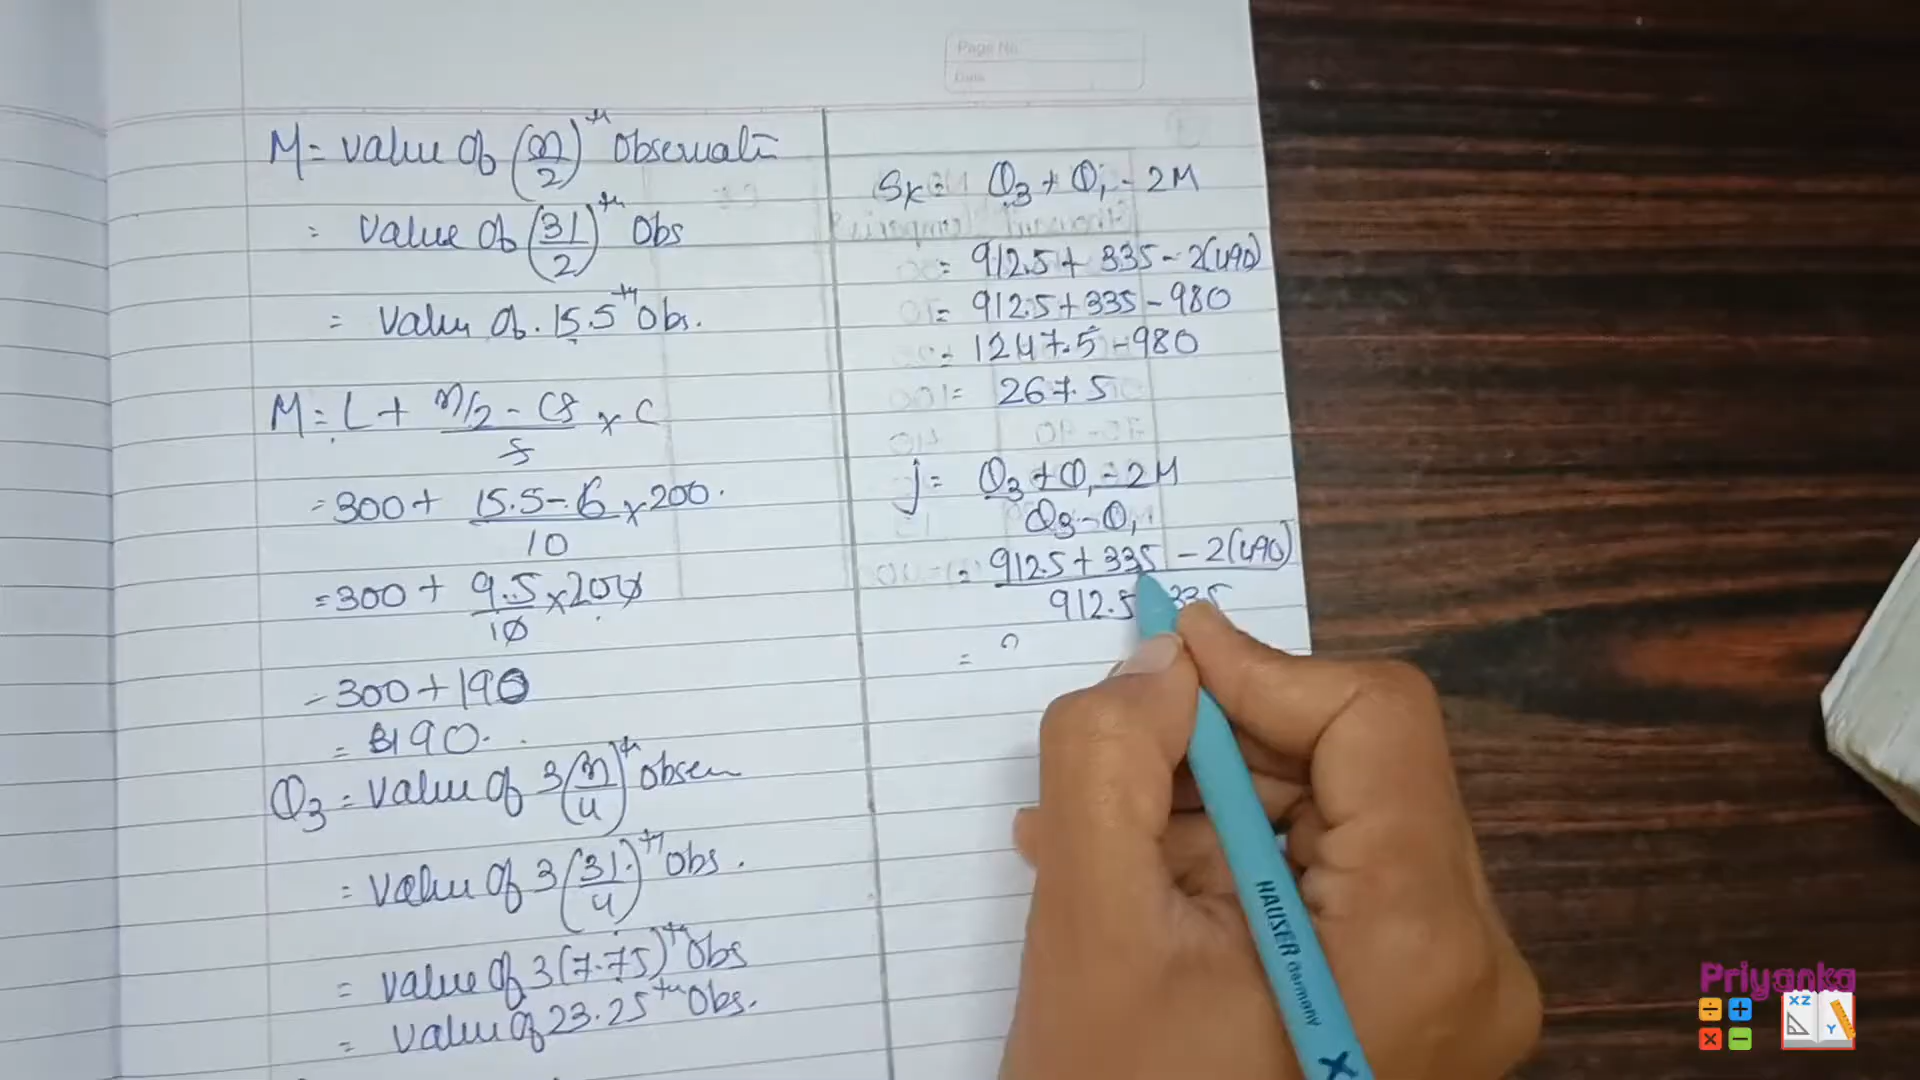 Page No.
Date
M = value of (n/2)th Observati
= value of (31/2)th Obs
= value of. 15.5th Obs.
M = L + n/2 - Cf/f × C
= 300 + 15.5 - 6/10 × 200.
= 300 + 9.5/10 × 200
= 300 + 190
= 490.
Q3 = value of 3(n/4)th obser
= value of 3(31/4)th obs.
= value of 3(7.75)th Obs
= value of 23.25th Obs.
Sk = Q3 + Q1 - 2M
= 912.5 + 335 - 2(490)
= 912.5 + 335 - 980
= 1247.5 - 980
= 267.5
j = Q3 + Q1 - 2M/Q3 - Q1
= 912.5 + 335 - 2(490)/912.5 335
=
HAUSER Germany
X
Priyanka
XZ
Y